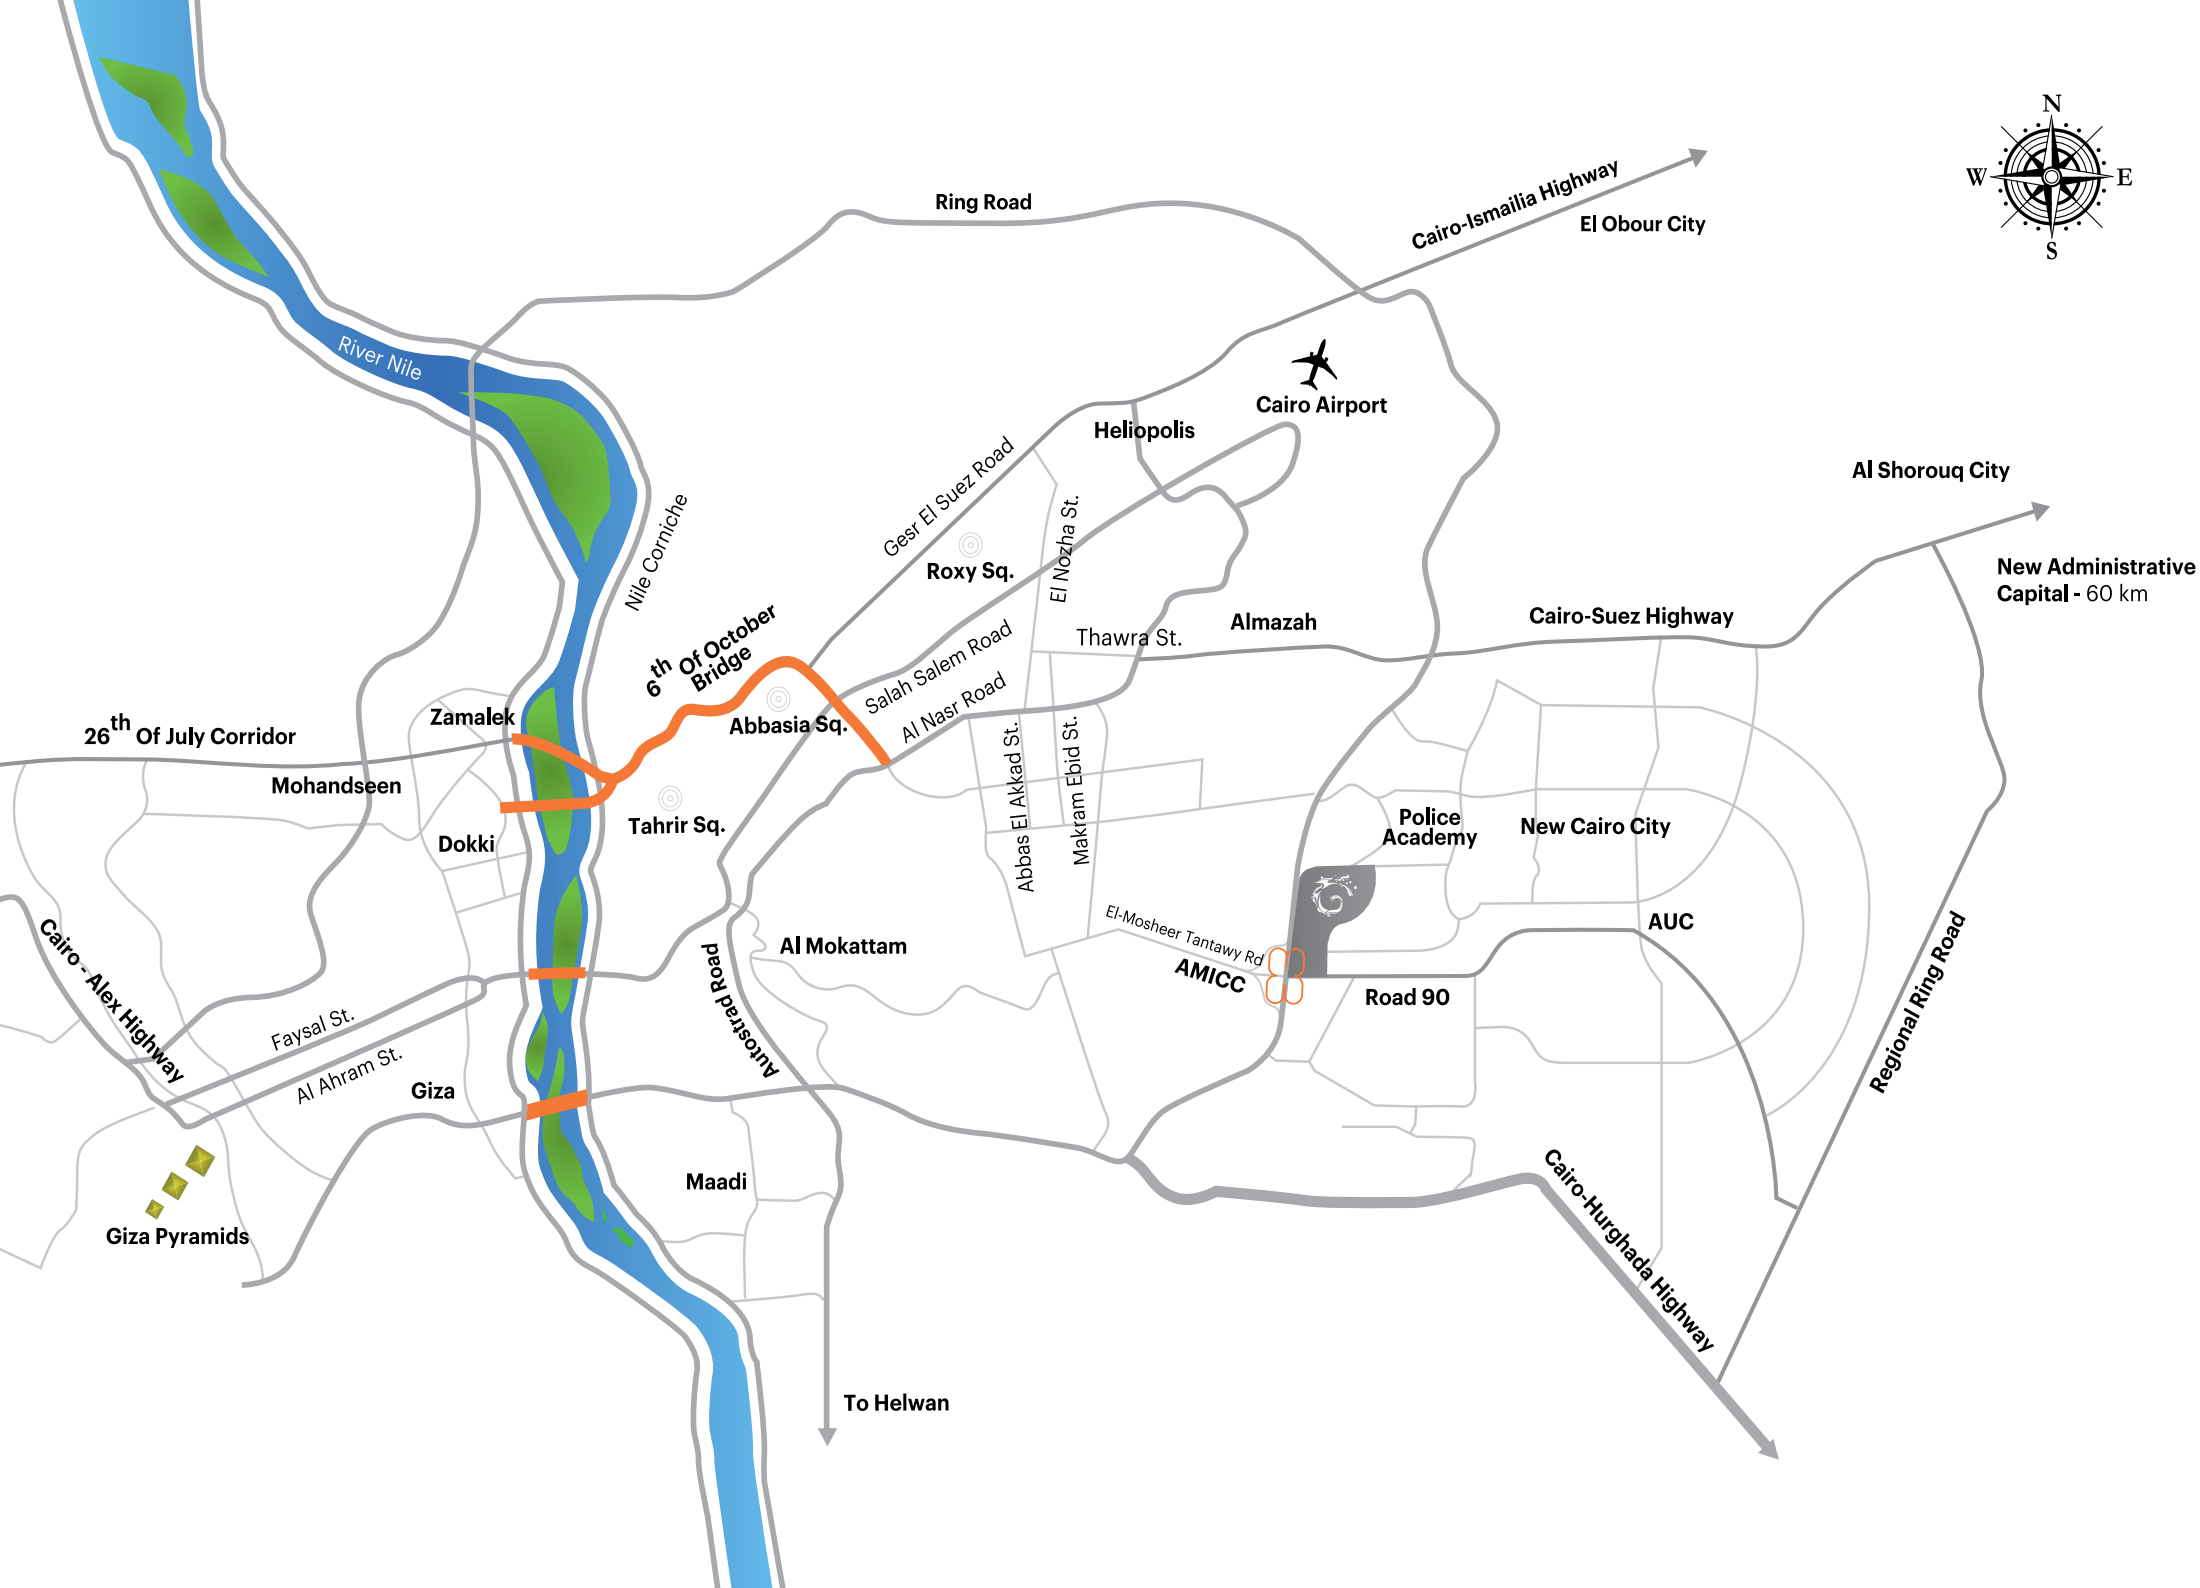 N
W
E
S
Ring Road
Cairo-Ismailia Highway
El Obour City
River Nile
Cairo Airport
Heliopolis
Gesr El Suez Road
Al Shorouq City
Nile Corniche
El Nozha St.
Roxy Sq.
New Administrative
Capital - 60 km
6th Of October
Bridge
Salah Salem Road
Thawra St.
Almazah
Cairo-Suez Highway
Al Nasr Road
Zamalek
Abbasia Sq.
26th Of July Corridor
Mohandseen
Tahrir Sq.
Abbas El Akkad St.
Makram Ebid St.
Police
Academy
New Cairo City
Dokki
El-Mosheer Tantawy Rd
AUC
Al Mokattam
AMICC
Road 90
Cairo - Alex Highway
Autostrad Road
Regional Ring Road
Faysal St.
Al Ahram St.
Giza
Maadi
Giza Pyramids
Cairo-Hurghada Highway
To Helwan